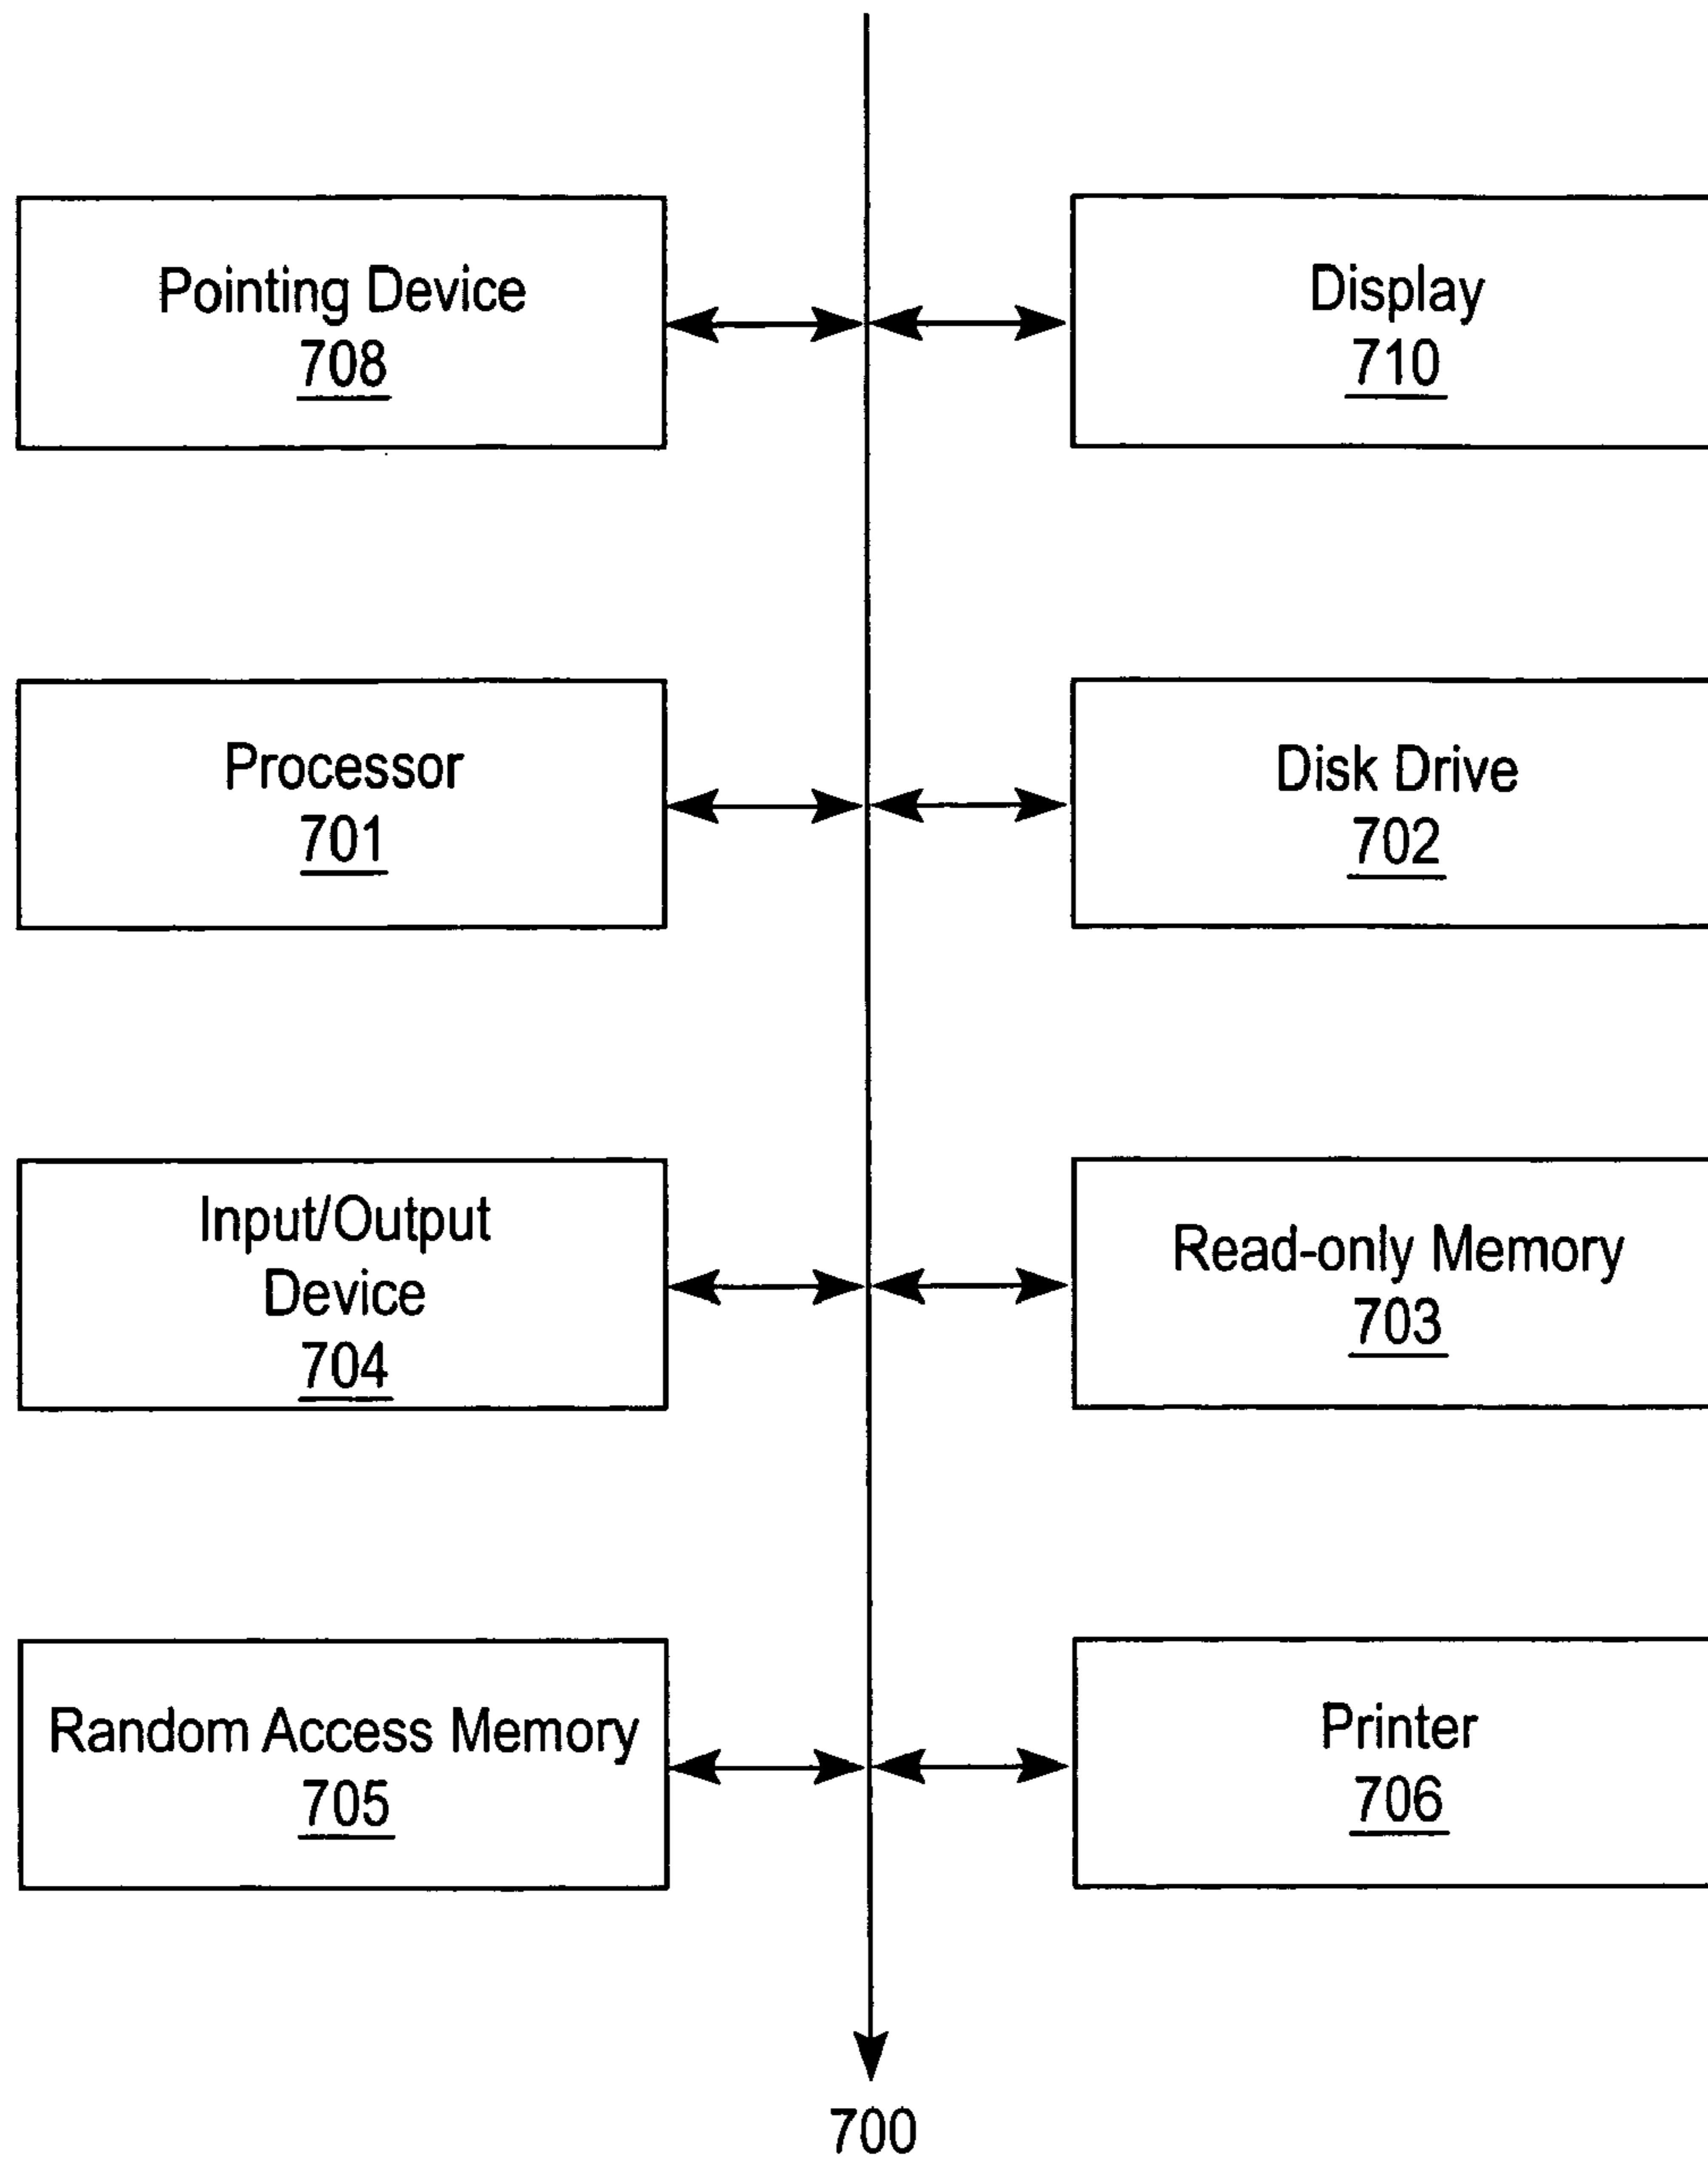 Pointing Device
708
Display
710
Processor
701
Disk Drive
702
Input/Output
Device
704
Read-only Memory
703
Random Access Memory
705
Printer
706
700